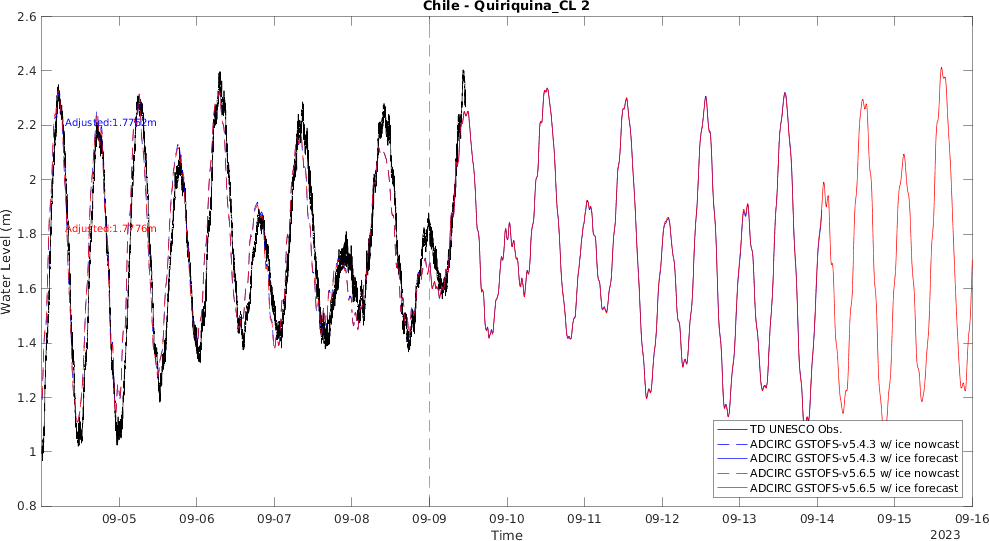 Chile - Quiriquina_CL 2
2.6
2.4
2.2
2
1.8
1.6
1.4
1.2
1
0.8
Water Level (m)
Adjusted:1.7762m
Adjusted:1.7776m
TD UNESCO Obs.
ADCIRC GSTOFS-v5.4.3 w/ ice nowcast
ADCIRC GSTOFS-v5.4.3 w/ ice forecast
ADCIRC GSTOFS-v5.6.5 w/ ice nowcast
ADCIRC GSTOFS-v5.6.5 w/ ice forecast
09-05 09-06 09-07 09-08 09-09 09-10 09-11 09-12 09-13 09-14 09-15 09-16
Time
2023